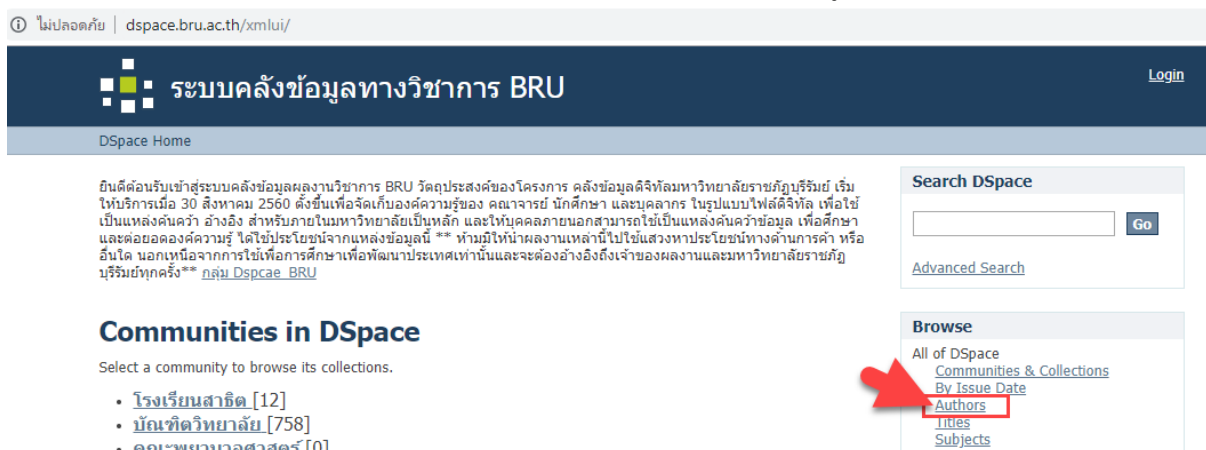 ไม่ปลอดภัย | dspace.bru.ac.th/xmlui/
ระบบคลังข้อมูลทางวิชาการ BRU
Login
DSpace Home
ยินดีต้อนรับเข้าสู่ระบบคลังข้อมูลผลงานวิชาการ BRU วัตถุประสงค์ของโครงการ คลังข้อมูลดิจิทัลมหาวิทยาลัยราชภัฏบุรีรัมย์ เริ่ม
ให้บริการเมื่อ 30 สิงหาคม 2560 ตั้งขึ้นเพื่อจัดเก็บองค์ความรู้ของ คณาจารย์ นักศึกษา และบุคลากร ในรูปแบบไฟล์ดิจิทัล เพื่อใช้
เป็นแหล่งค้นคว้า อ้างอิง สำหรับภายในมหาวิทยาลัยเป็นหลัก และให้บุคคลภายนอกสามารถใช้เป็นแหล่งค้นคว้าข้อมูล เพื่อศึกษา
และต่อยอดองค์ความรู้ ได้ใช้ประโยชน์จากแหล่งข้อมูลนี้ ** ห้ามมิให้นำผลงานเหล่านี้ไปใช้แสวงหาประโยชน์ทางด้านการค้า หรือ
อื่นใด นอกเหนือจากการใช้เพื่อการศึกษาเพื่อพัฒนาประเทศเท่านั้นและจะต้องอ้างอิงถึงเจ้าของผลงานและมหาวิทยาลัยราชภัฏ
บุรีรัมย์ทุกครั้ง** กลุ่ม Dspcae_BRU
Search DSpace
Go
Advanced Search
Communities in DSpace
Select a community to browse its collections.
• โรงเรียนสาธิต [12]
• บัณฑิตวิทยาลัย [758]
• คณะพยาบาลศาสตร์ [0]
Browse
All of DSpace
Communities & Collections
By Issue Date
Authors
Titles
Subjects